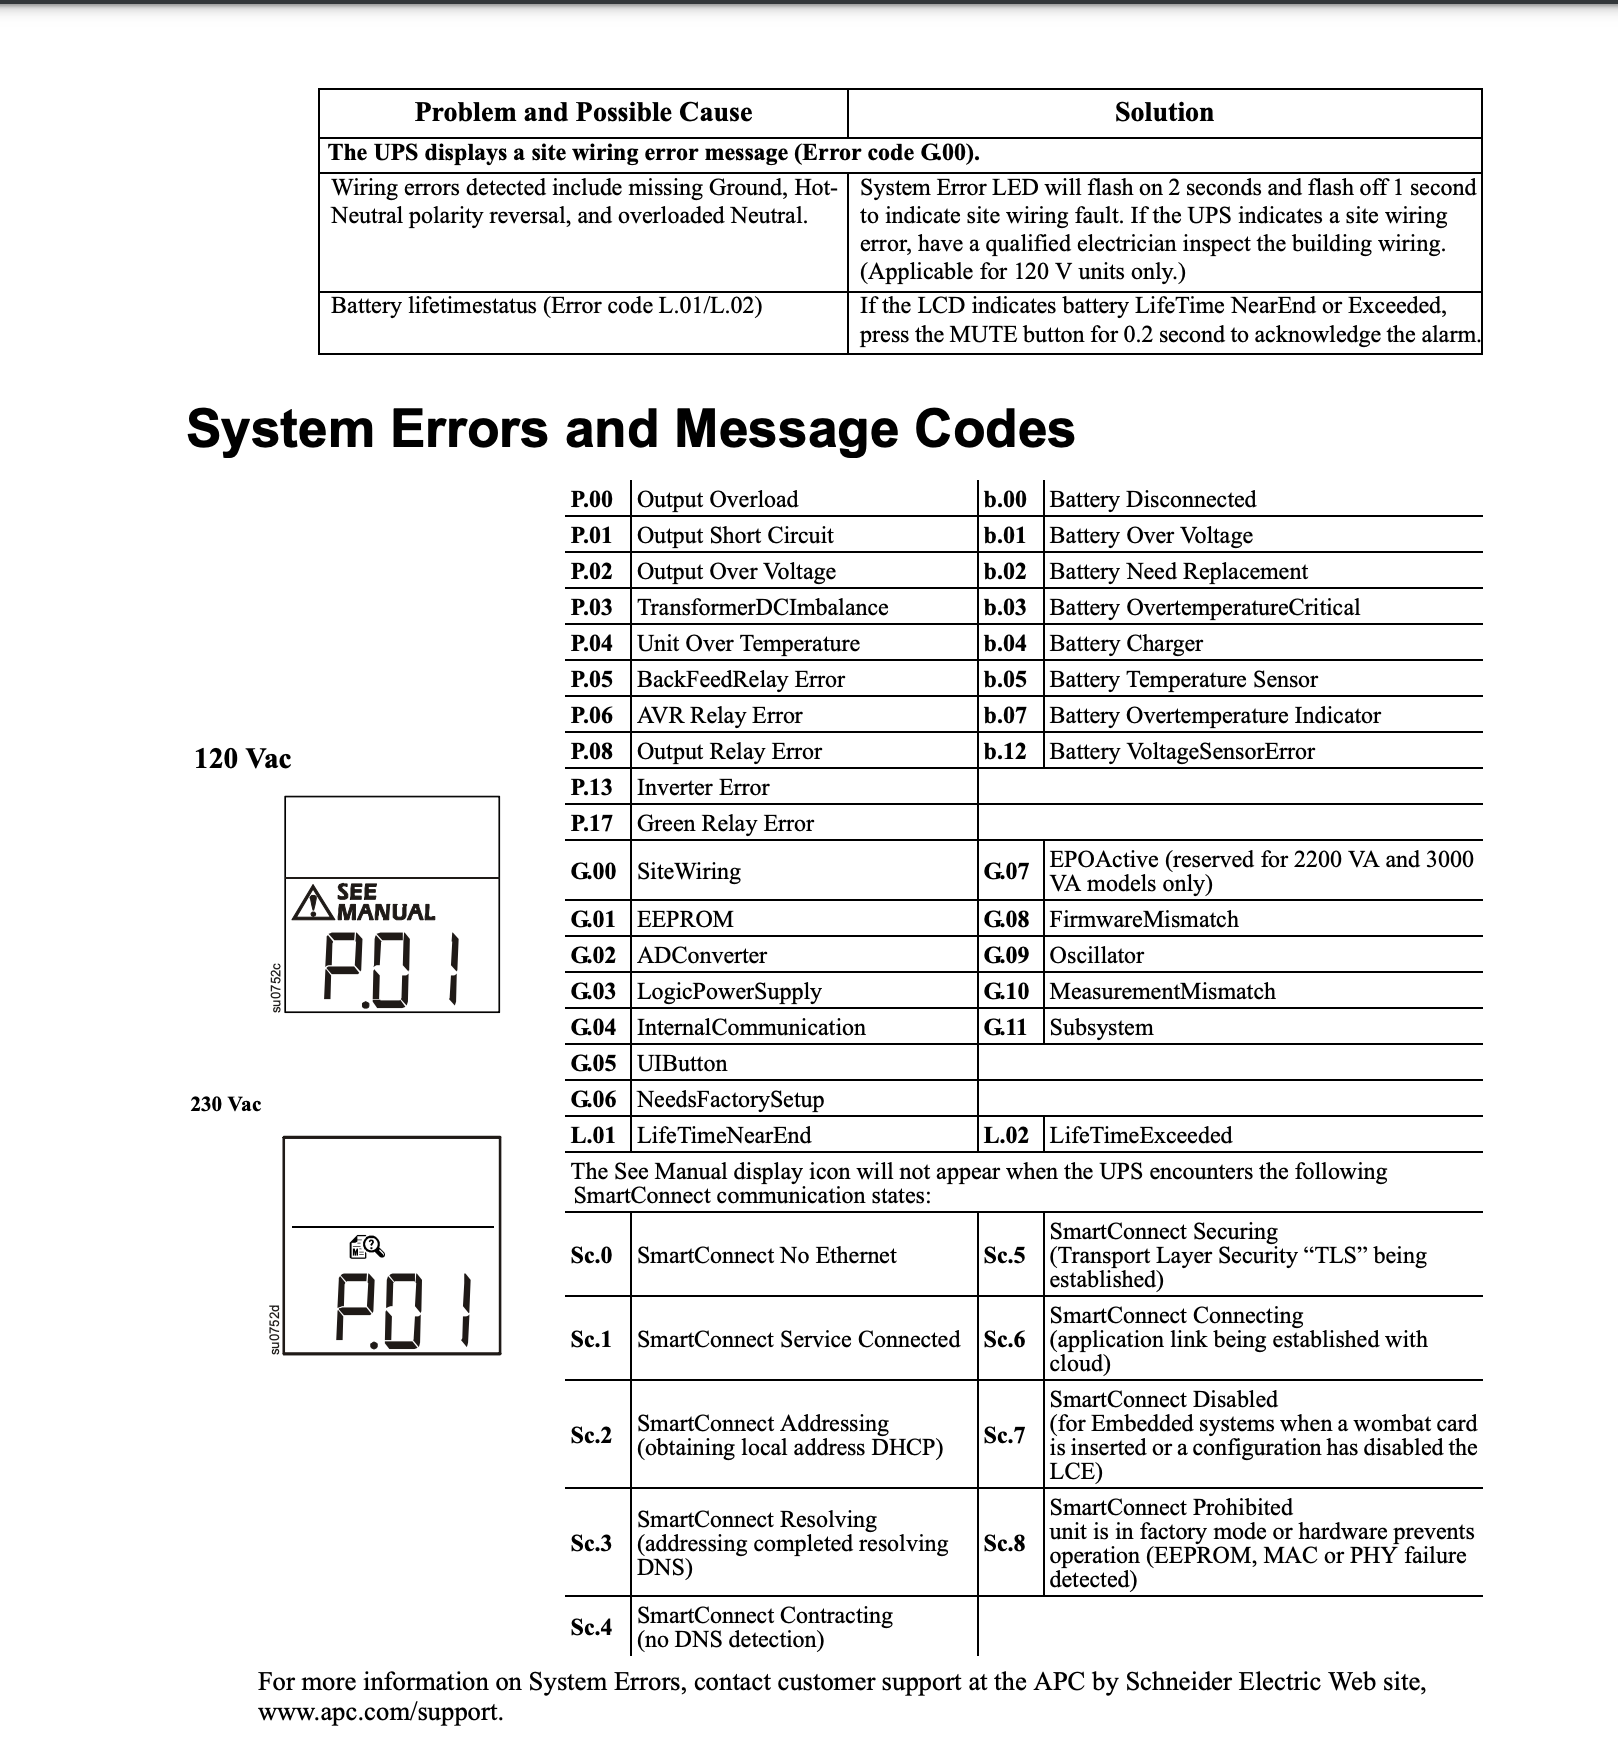 Problem and Possible Cause Solution
The UPS displays a site wiring error message (Error code G.00).
Wiring errors detected include missing Ground, Hot-
Neutral polarity reversal, and overloaded Neutral.
System Error LED will flash on 2 seconds and flash off 1 second
to indicate site wiring fault. If the UPS indicates a site wiring
error, have a qualified electrician inspect the building wiring.
(Applicable for 120 V units only.)
Battery lifetimestatus (Error code L.01/L.02)
If the LCD indicates battery LifeTime NearEnd or Exceeded,
press the MUTE button for 0.2 second to acknowledge the alarm.
System Errors and Message Codes
120 Vac
SEE
MANUAL
P.01
su0752c
230 Vac
M
?
P.01
su0752d
P.00 Output Overload b.00 Battery Disconnected
P.01 Output Short Circuit b.01 Battery Over Voltage
P.02 Output Over Voltage b.02 Battery Need Replacement
P.03 TransformerDCImbalance b.03 Battery OvertemperatureCritical
P.04 Unit Over Temperature b.04 Battery Charger
P.05 BackFeedRelay Error b.05 Battery Temperature Sensor
P.06 AVR Relay Error b.07 Battery Overtemperature Indicator
P.08 Output Relay Error b.12 Battery VoltageSensorError
P.13 Inverter Error
P.17 Green Relay Error
G.00 SiteWiring G.07 EPOActive (reserved for 2200 VA and 3000
VA models only)
G.01 EEPROM G.08 FirmwareMismatch
G.02 ADConverter G.09 Oscillator
G.03 LogicPowerSupply G.10 MeasurementMismatch
G.04 InternalCommunication G.11 Subsystem
G.05 UIButton
G.06 NeedsFactorySetup
L.01 LifeTimeNearEnd L.02 LifeTimeExceeded
The See Manual display icon will not appear when the UPS encounters the following
SmartConnect communication states:
Sc.0 SmartConnect No Ethernet
Sc.5 SmartConnect Securing
(Transport Layer Security “TLS” being
established)
Sc.1 SmartConnect Service Connected
Sc.6 SmartConnect Connecting
(application link being established with
cloud)
Sc.2 SmartConnect Addressing
(obtaining local address DHCP)
Sc.7 SmartConnect Disabled
(for Embedded systems when a wombat card
is inserted or a configuration has disabled the
LCE)
Sc.3 SmartConnect Resolving
(addressing completed resolving
DNS)
Sc.8 SmartConnect Prohibited
unit is in factory mode or hardware prevents
operation (EEPROM, MAC or PHY failure
detected)
Sc.4 SmartConnect Contracting
(no DNS detection)
For more information on System Errors, contact customer support at the APC by Schneider Electric Web site,
www.apc.com/support.